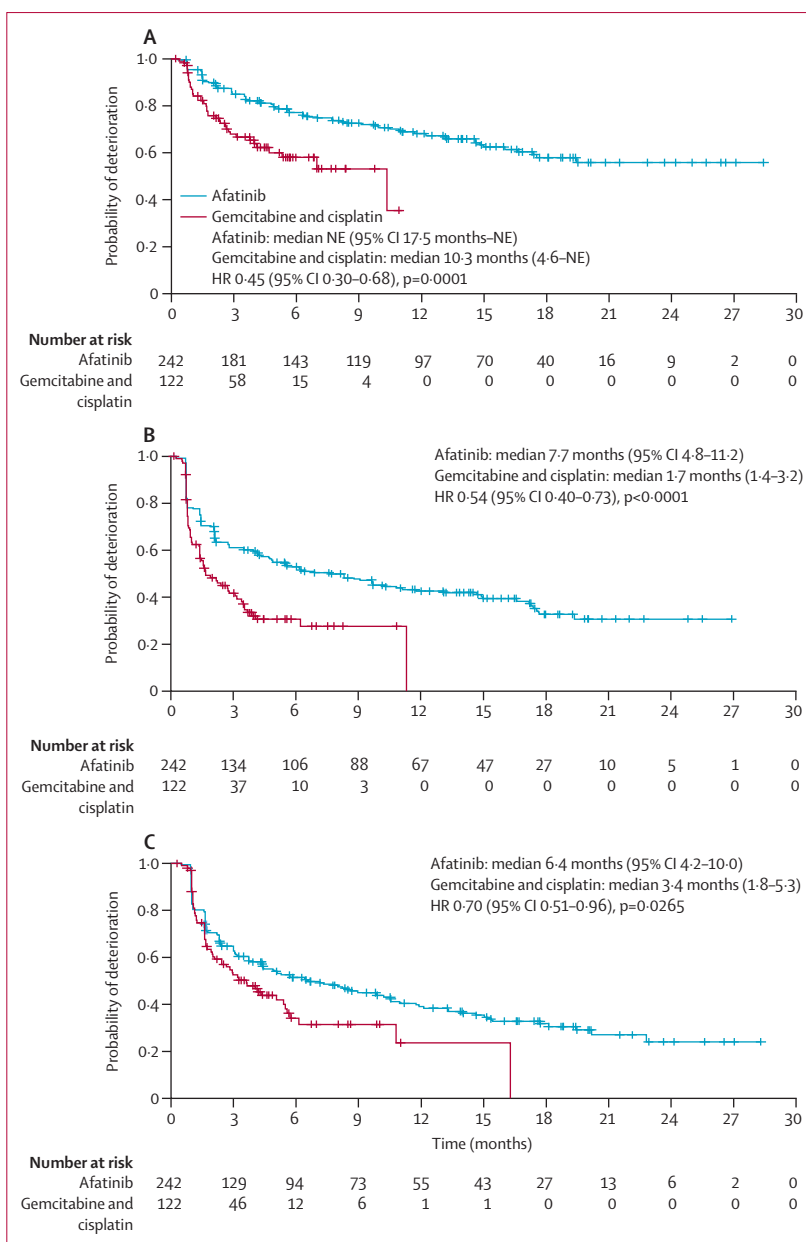 A
1·0
0·8
0·6
0·4
0·2
0
Probability of deterioration
Afatinib
Gemcitabine and cisplatin
Afatinib: median NE (95% CI 17·5 months–NE)
Gemcitabine and cisplatin: median 10·3 months (4·6–NE)
HR 0·45 (95% CI 0·30–0·68), p=0·0001
0 3 6 9 12 15 18 21 24 27 30
Number at risk
Afatinib 242 181 143 119 97 70 40 16 9 2 0
Gemcitabine and 122 58 15 4 0 0 0 0 0 0 0
cisplatin
B
1·0
0·8
0·6
0·4
0·2
0
Probability of deterioration
Afatinib: median 7·7 months (95% CI 4·8–11·2)
Gemcitabine and cisplatin: median 1·7 months (1·4–3·2)
HR 0·54 (95% CI 0·40–0·73), p<0·0001
0 3 6 9 12 15 18 21 24 27 30
Number at risk
Afatinib 242 134 106 88 67 47 27 10 5 1 0
Gemcitabine and 122 37 10 3 0 0 0 0 0 0 0
cisplatin
C
1·0
0·8
0·6
0·4
0·2
0
Probability of deterioration
Afatinib: median 6·4 months (95% CI 4·2–10·0)
Gemcitabine and cisplatin: median 3·4 months (1·8–5·3)
HR 0·70 (95% CI 0·51–0·96), p=0·0265
0 3 6 9 12 15 18 21 24 27 30
Time (months)
Number at risk
Afatinib 242 129 94 73 55 43 27 13 6 2 0
Gemcitabine and 122 46 12 6 1 1 0 0 0 0 0
cisplatin